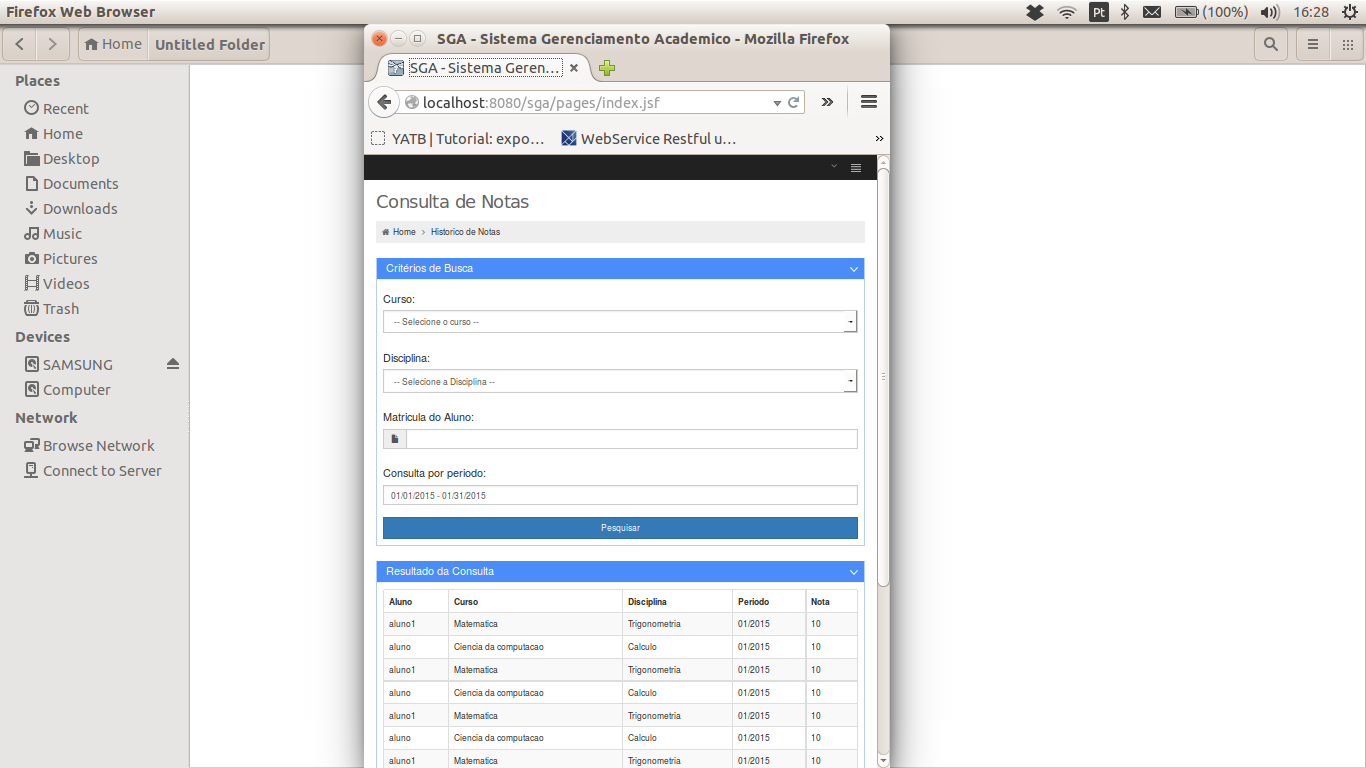 Firefox Web Browser
Pt
(100%)
16:28
Home
Untitled Folder
Places
Recent
Home
Desktop
Documents
Downloads
Music
Pictures
Videos
Trash
Devices
SAMSUNG
Computer
Network
Browse Network
Connect to Server
SGA - Sistema Gerenciamento Academico - Mozilla Firefox
SGA - Sistema Geren...
localhost:8080/sga/pages/index.jsf
YATB | Tutorial: expo...
WebService Restful u...
Consulta de Notas
Home > Historico de Notas
Critérios de Busca
Curso:
-- Selecione o curso --
Disciplina:
-- Selecione a Disciplina --
Matricula do Aluno:
Consulta por periodo:
01/01/2015 - 01/31/2015
Pesquisar
Resultado da Consulta
Aluno Curso Disciplina Periodo Nota
aluno1 Matematica Trigonometria 01/2015 10
aluno Ciencia da computacao Calculo 01/2015 10
aluno1 Matematica Trigonometria 01/2015 10
aluno Ciencia da computacao Calculo 01/2015 10
aluno1 Matematica Trigonometria 01/2015 10
aluno Ciencia da computacao Calculo 01/2015 10
aluno1 Matematica Trigonometria 01/2015 10